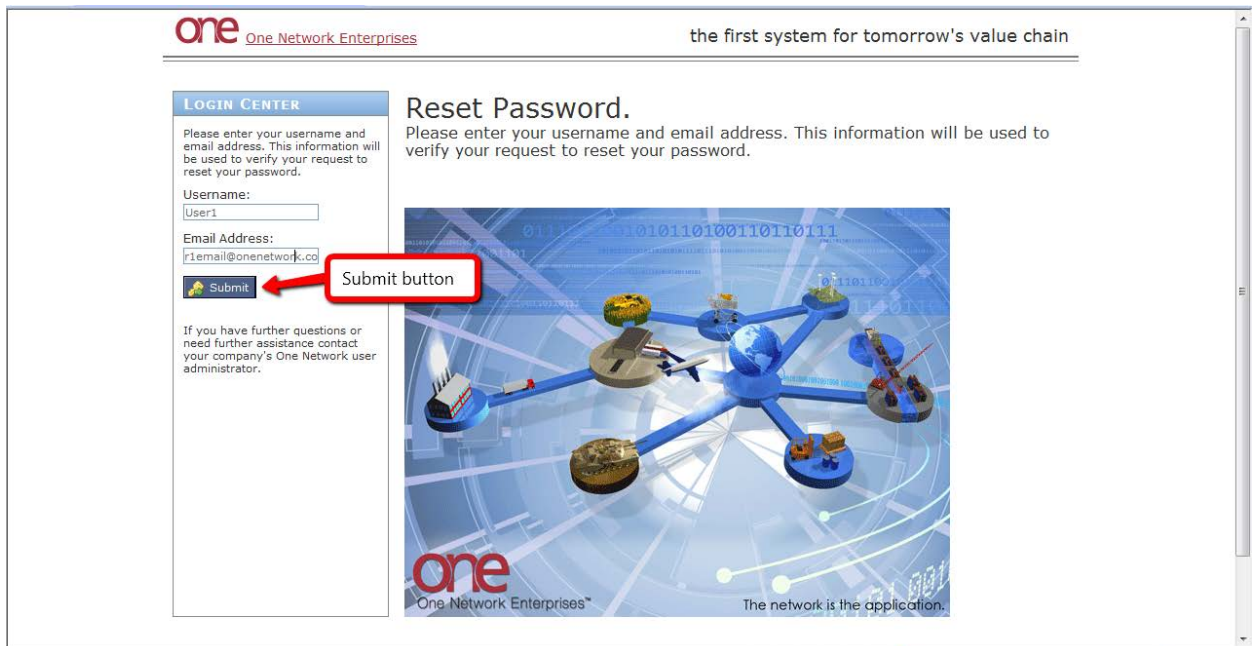 one One Network Enterprises
the first system for tomorrow's value chain
LOGIN CENTER
Please enter your username and
email address. This information will
be used to verify your request to
reset your password.
Username:
User1
Email Address:
r1email@onenetwork.co
Submit
Submit button
If you have further questions or
need further assistance contact
your company's One Network user
administrator.
Reset Password.
Please enter your username and email address. This information will be used to
verify your request to reset your password.
one
One Network Enterprises™
The network is the application.